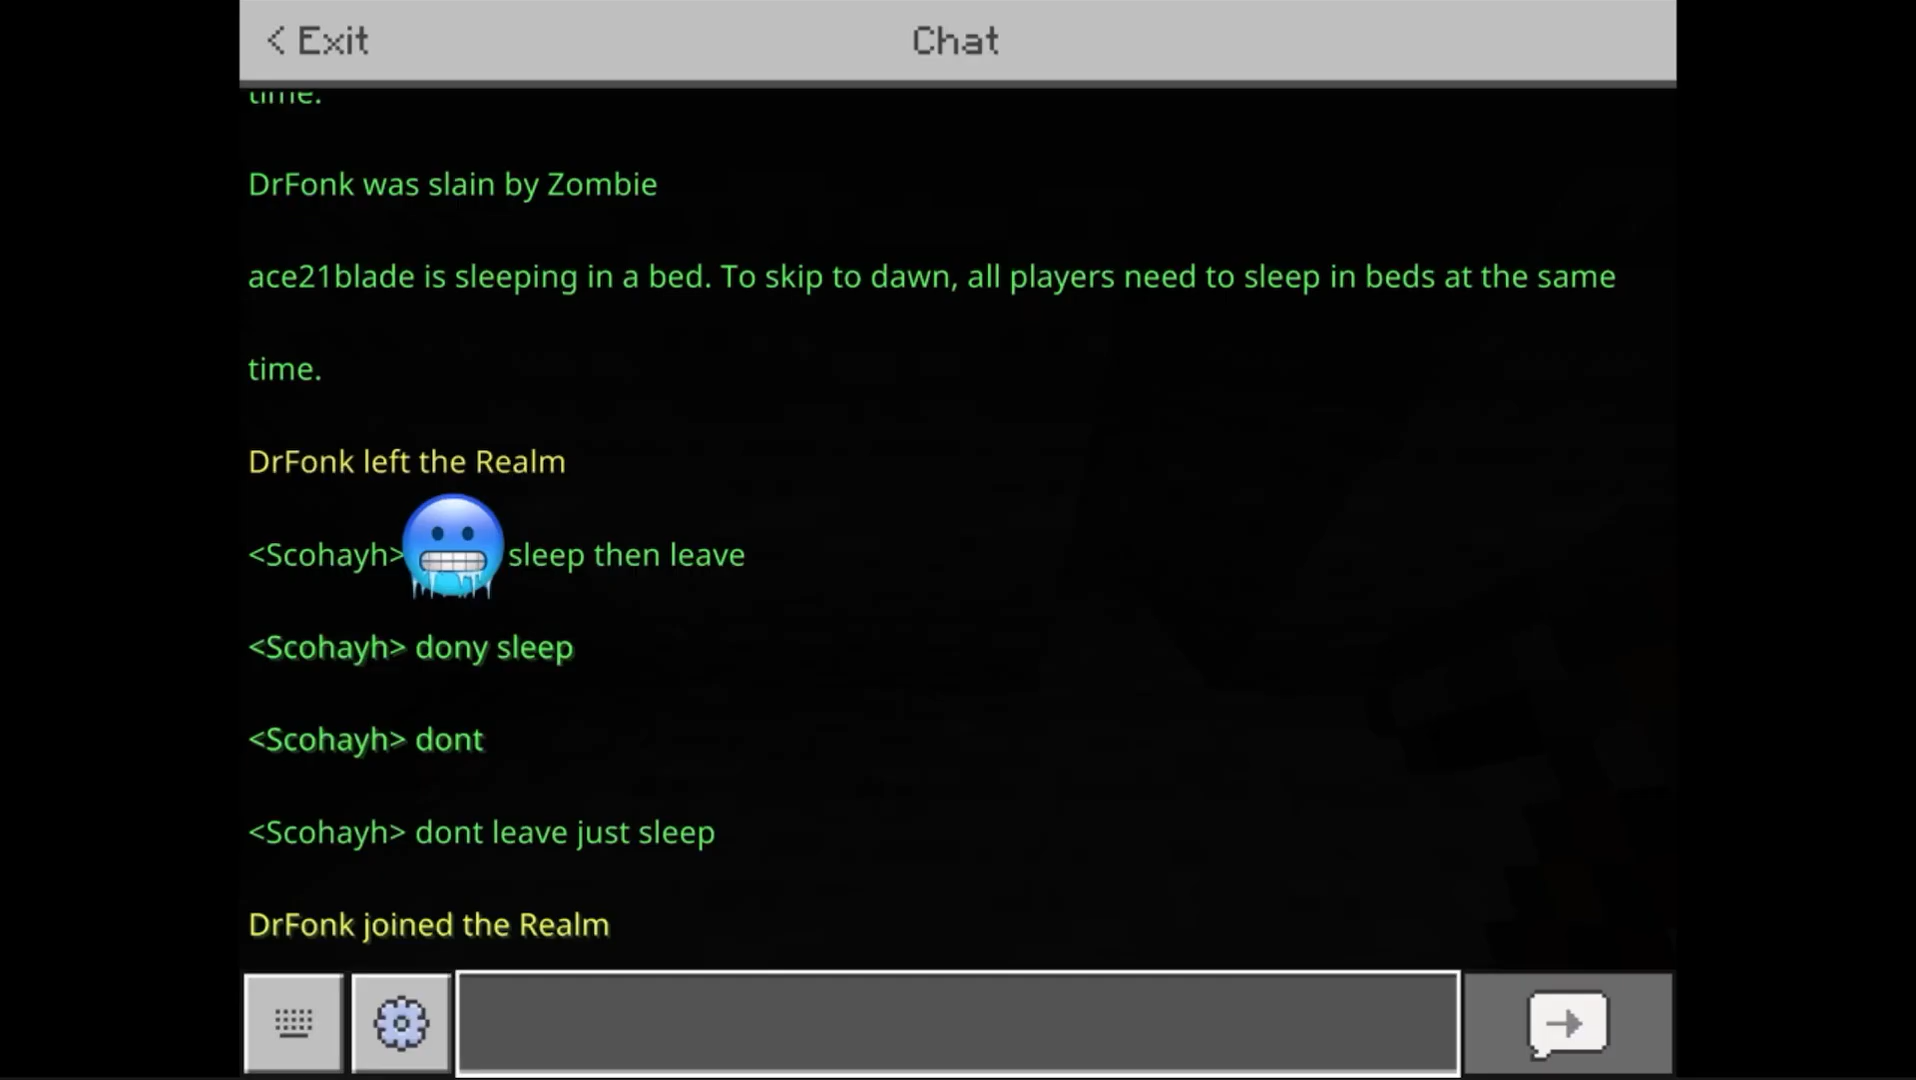 < Exit
Chat
time.
DrFonk was slain by Zombie
ace21blade is sleeping in a bed. To skip to dawn, all players need to sleep in beds at the same
time.
DrFonk left the Realm
<Scohayh> sleep then leave
<Scohayh> dony sleep
<Scohayh> dont
<Scohayh> dont leave just sleep
DrFonk joined the Realm